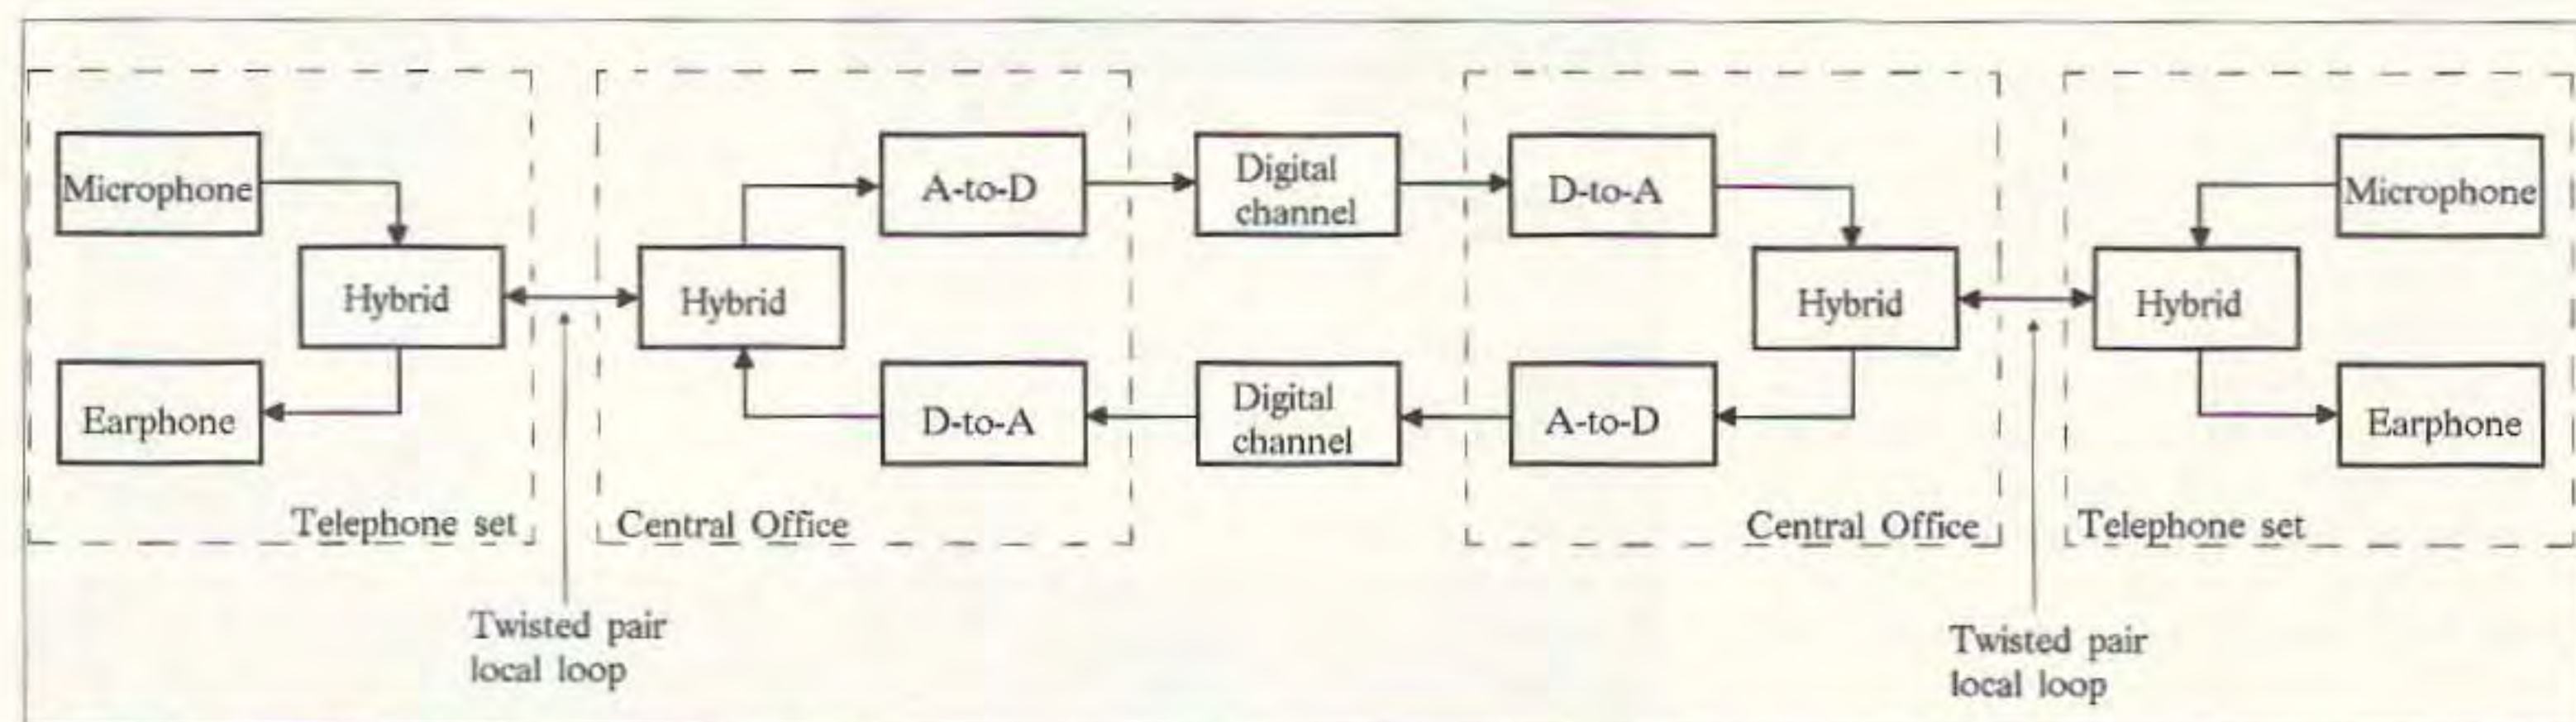 Microphone
Hybrid
Earphone
Telephone set
Twisted pair
local loop
Hybrid
A-to-D
D-to-A
Central Office
Digital
channel
Digital
channel
D-to-A
A-to-D
Hybrid
Central Office
Twisted pair
local loop
Microphone
Hybrid
Earphone
Telephone set